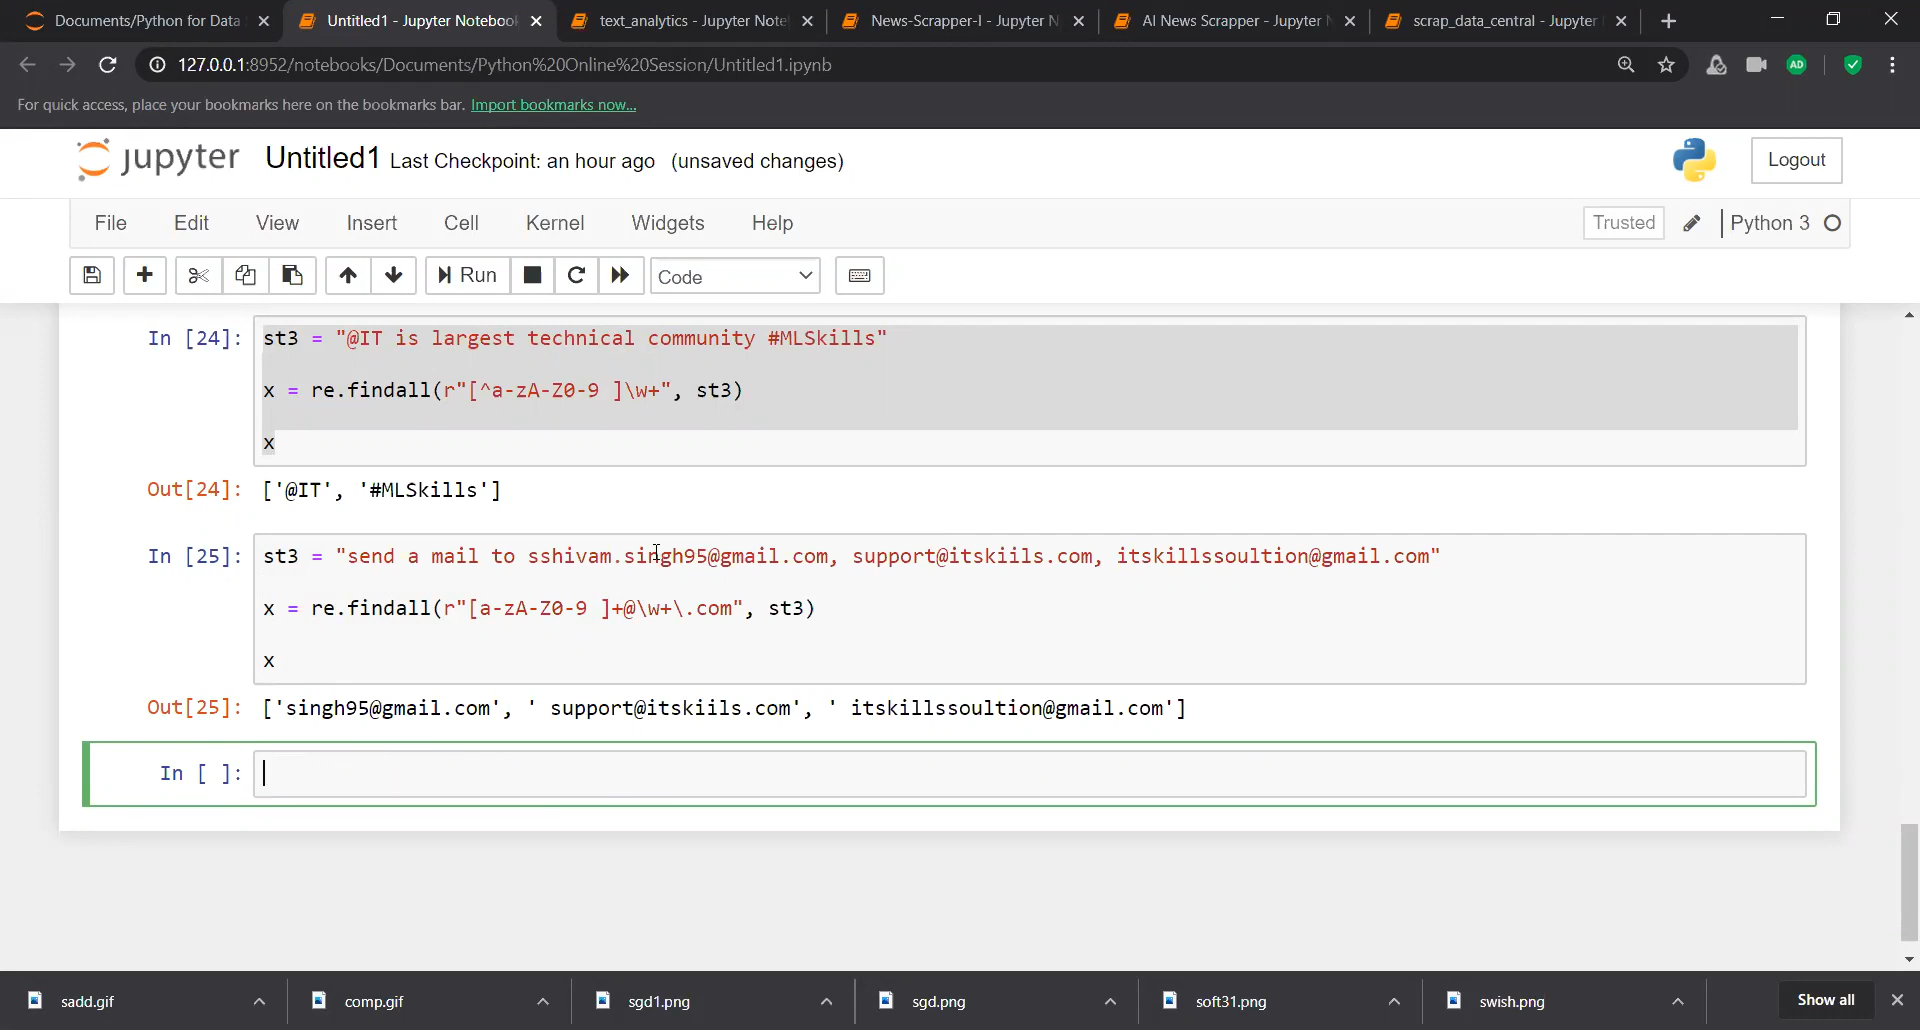 Documents/Python for Data
Untitled1 - Jupyter Notebook
text_analytics - Jupyter Note
News-Scrapper-I - Jupyter N
AI News Scrapper - Jupyter N
scrap_data_central - Jupyter
127.0.0.1:8952/notebooks/Documents/Python%20Online%20Session/Untitled1.ipynb
AD
For quick access, place your bookmarks here on the bookmarks bar. Import bookmarks now...
jupyter Untitled1 Last Checkpoint: an hour ago (unsaved changes)
Logout
File Edit View Insert Cell Kernel Widgets Help
Trusted Python 3
Run Code
In [24]: st3 = "@IT is largest technical community #MLSkills"
x = re.findall(r"[^a-zA-Z0-9 ]\w+", st3)
x
Out[24]: ['@IT', '#MLSkills']
In [25]: st3 = "send a mail to sshivam.singh95@gmail.com, support@itskiils.com, itskillssoultion@gmail.com"
x = re.findall(r"[a-zA-Z0-9 ]+@\w+\.com", st3)
x
Out[25]: ['singh95@gmail.com', ' support@itskiils.com', ' itskillssoultion@gmail.com']
In [ ]:
sadd.gif
comp.gif
sgd1.png
sgd.png
soft31.png
swish.png
Show all